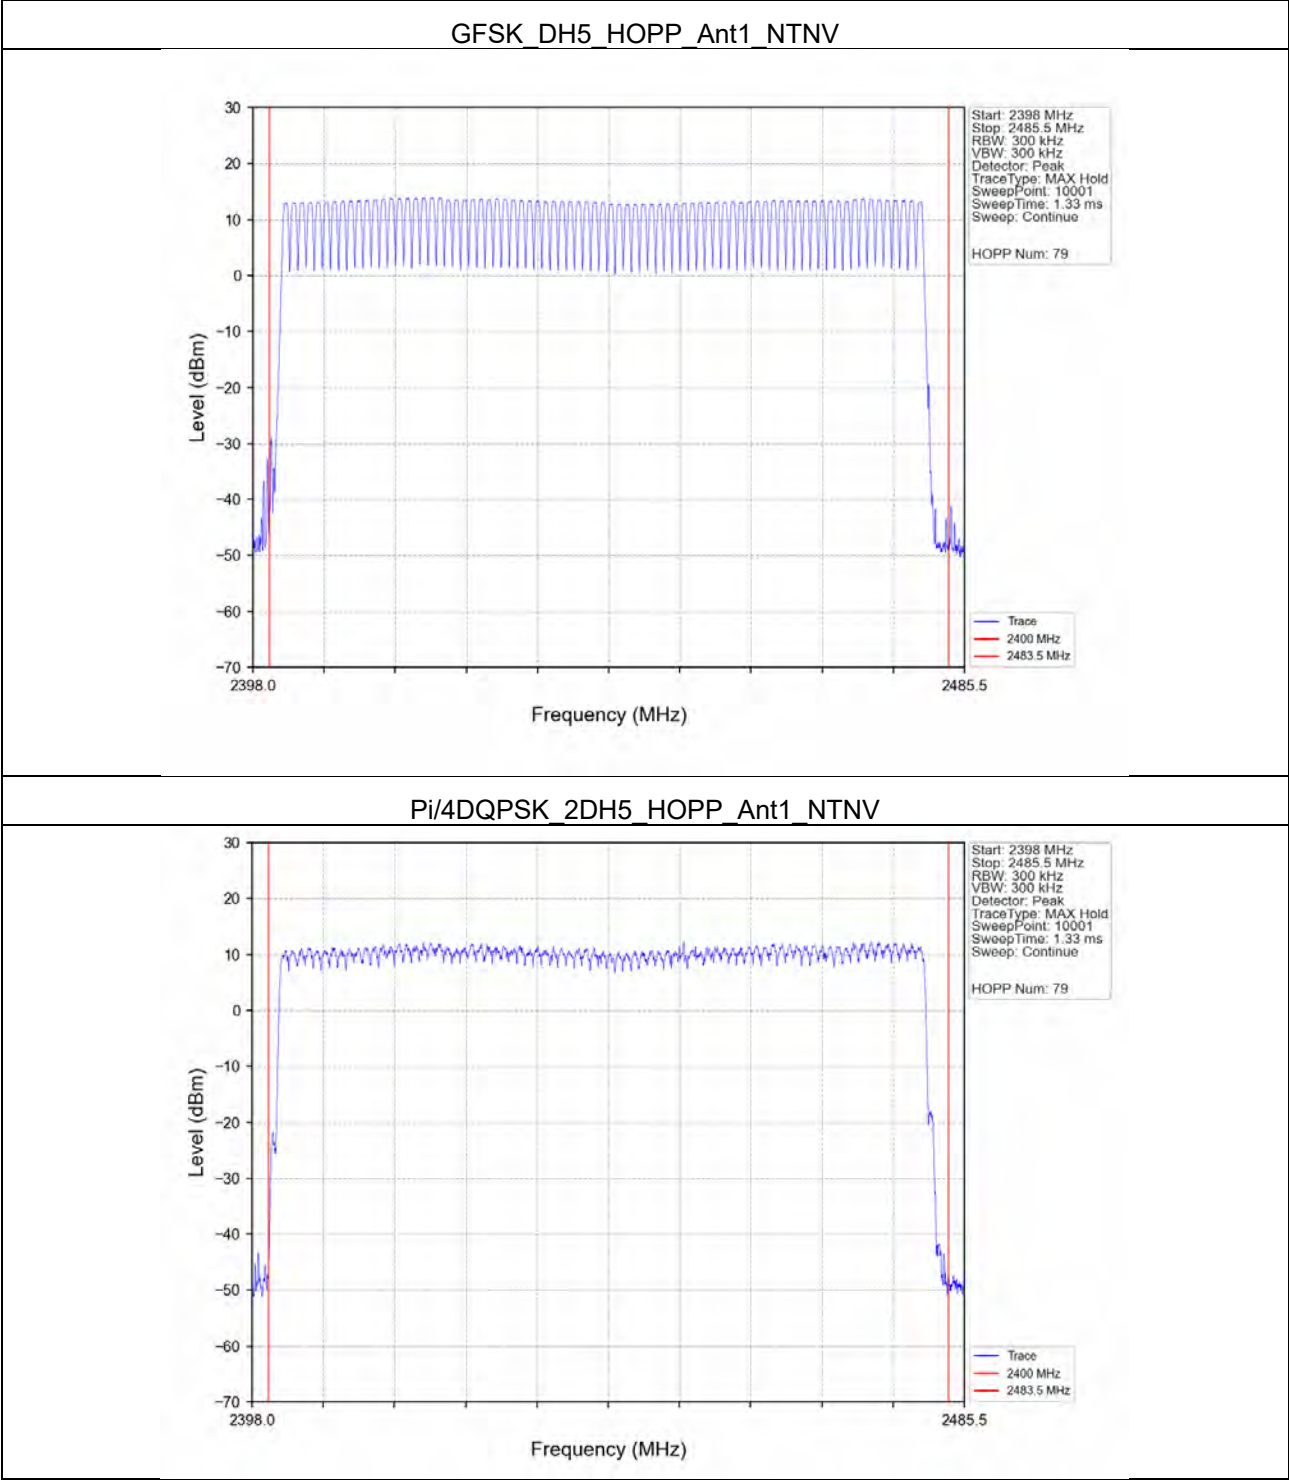 GFSK_DH5_HOPP_Ant1_NTNV
30
20
10
0
−10
−20
−30
−40
−50
−60
−70
Level (dBm)
2398.0
2485.5
Frequency (MHz)
Start: 2398 MHz
Stop: 2485.5 MHz
RBW: 300 kHz
VBW: 300 kHz
Detector: Peak
TraceType: MAX Hold
SweepPoint: 10001
SweepTime: 1.33 ms
Sweep: Continue
HOPP Num: 79
Trace
2400 MHz
2483.5 MHz
Pi/4DQPSK_2DH5_HOPP_Ant1_NTNV
30
20
10
0
−10
−20
−30
−40
−50
−60
−70
Level (dBm)
2398.0
2485.5
Frequency (MHz)
Start: 2398 MHz
Stop: 2485.5 MHz
RBW: 300 kHz
VBW: 300 kHz
Detector: Peak
TraceType: MAX Hold
SweepPoint: 10001
SweepTime: 1.33 ms
Sweep: Continue
HOPP Num: 79
Trace
2400 MHz
2483.5 MHz